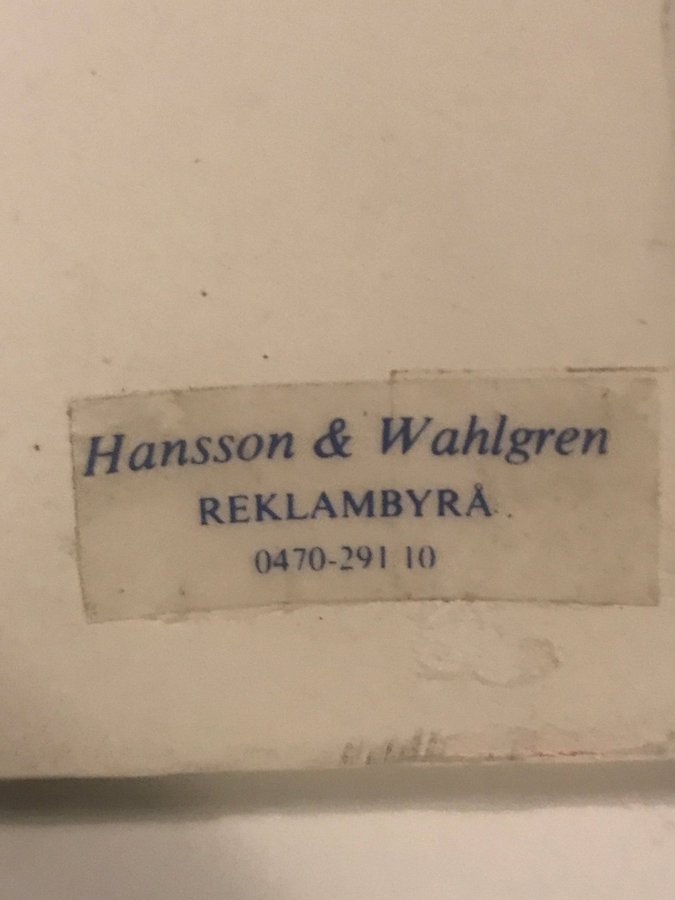 Hansson & Wahlgren
REKLAMBYRÅ
0470-291 10